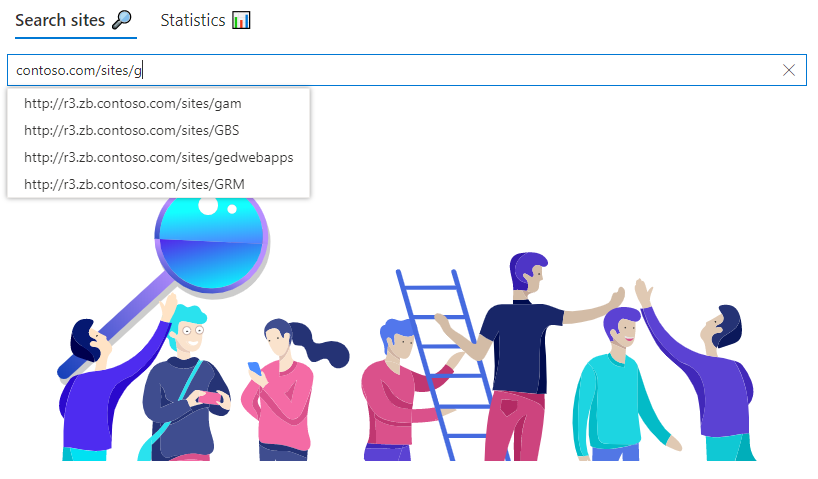 Search sites 🔎 Statistics 📊
contoso.com/sites/g
http://r3.zb.contoso.com/sites/gam
http://r3.zb.contoso.com/sites/GBS
http://r3.zb.contoso.com/sites/gedwebapps
http://r3.zb.contoso.com/sites/GRM